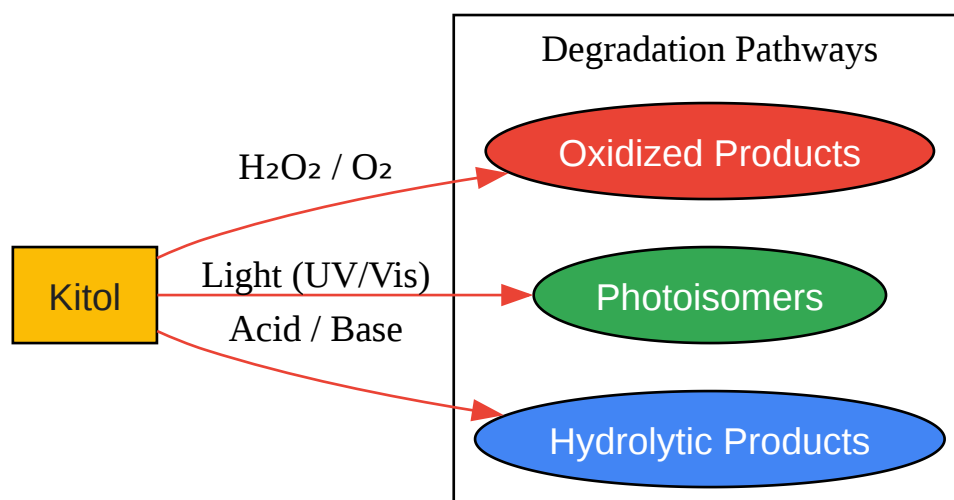 Degradation Pathways
H₂O₂ / O₂
Oxidized Products
Kitol
Light (UV/Vis)
Photoisomers
Acid / Base
Hydrolytic Products